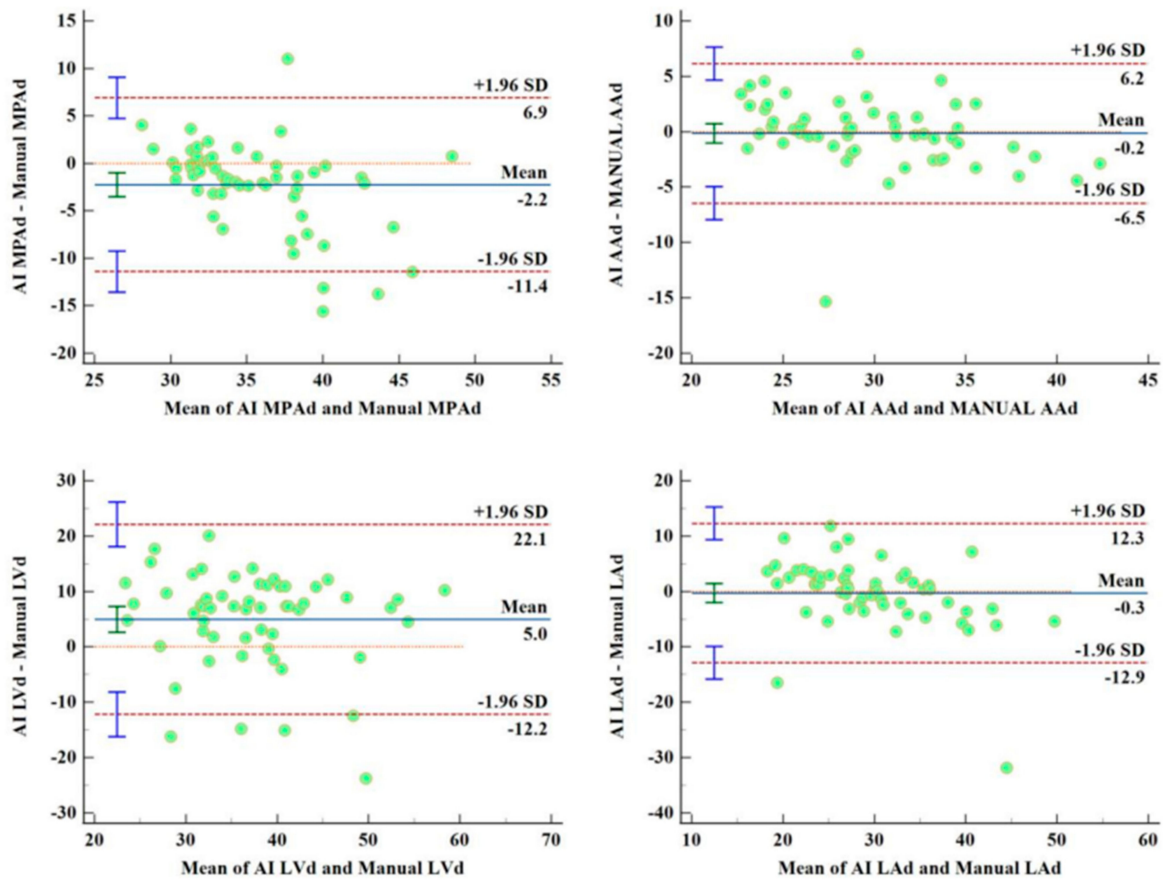 15
10
5
0
-5
-10
-15
-20
AI MPAd - Manual MPAd
+1.96 SD
6.9
Mean
-2.2
-1.96 SD
-11.4
25 30 35 40 45 50 55
Mean of AI MPAd and Manual MPAd
10
5
0
-5
-10
-15
-20
AI AAd - MANUAL AAd
+1.96 SD
6.2
Mean
-0.2
-1.96 SD
-6.5
20 25 30 35 40 45
Mean of AI AAd and MANUAL AAd
30
20
10
0
-10
-20
-30
AI LVd - Manual LVd
+1.96 SD
22.1
Mean
5.0
-1.96 SD
-12.2
20 30 40 50 60 70
Mean of AI LVd and Manual LVd
20
10
0
-10
-20
-30
-40
AI LAd - Manual LAd
+1.96 SD
12.3
Mean
-0.3
-1.96 SD
-12.9
10 20 30 40 50 60
Mean of AI LAd and Manual LAd